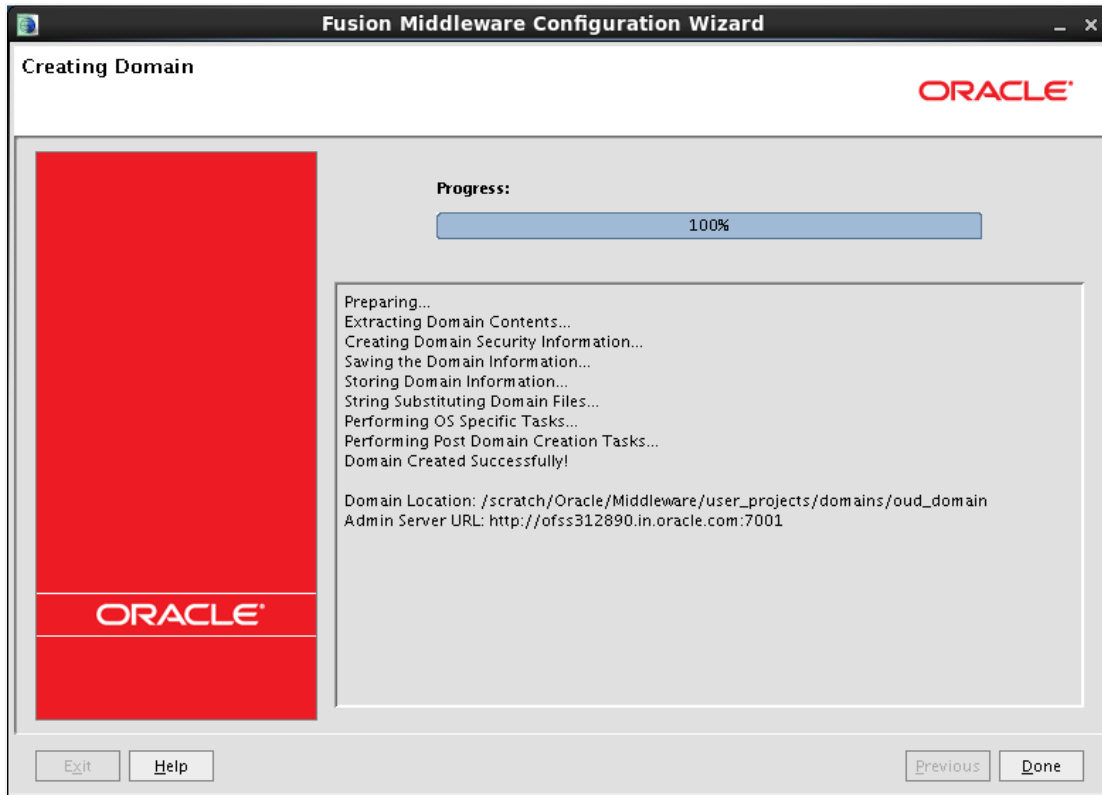 Fusion Middleware Configuration Wizard
Creating Domain
ORACLE
Progress:
100%
Preparing...
Extracting Domain Contents...
Creating Domain Security Information...
Saving the Domain Information...
Storing Domain Information...
String Substituting Domain Files...
Performing OS Specific Tasks...
Performing Post Domain Creation Tasks...
Domain Created Successfully!
Domain Location: /scratch/Oracle/Middleware/user_projects/domains/oud_domain
Admin Server URL: http://ofss312890.in.oracle.com:7001
ORACLE
Exit Help Previous Done